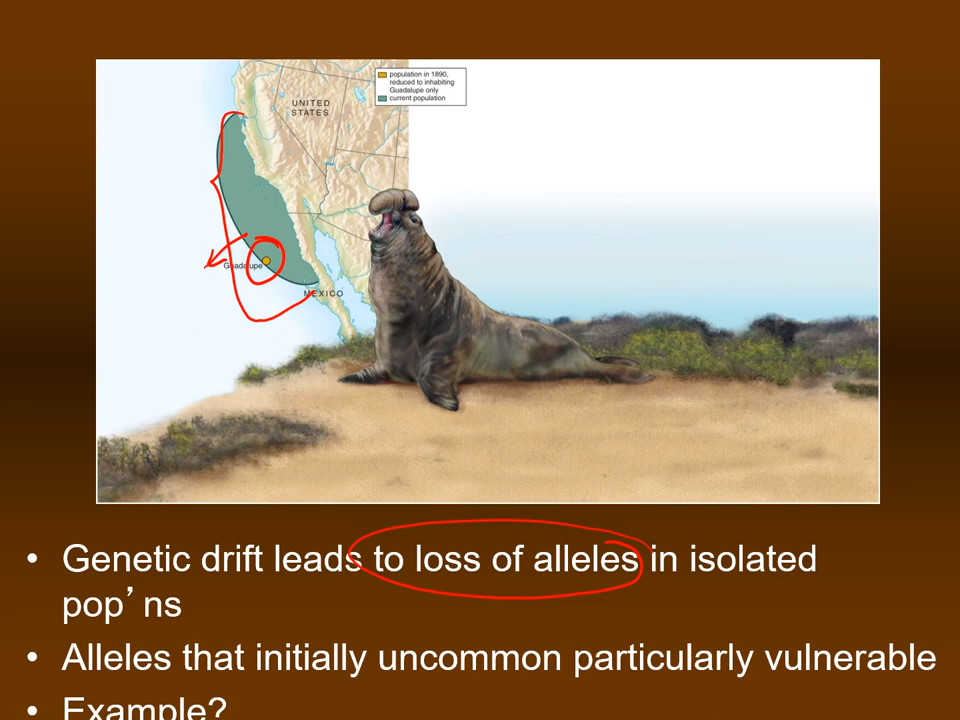 population in 1890,
reduced to inhabiting
Guadalupe only
current population
UNITED
STATES
Guadalupe
MEXICO
• Genetic drift leads to loss of alleles in isolated
pop’ns
• Alleles that initially uncommon particularly vulnerable
• Example?